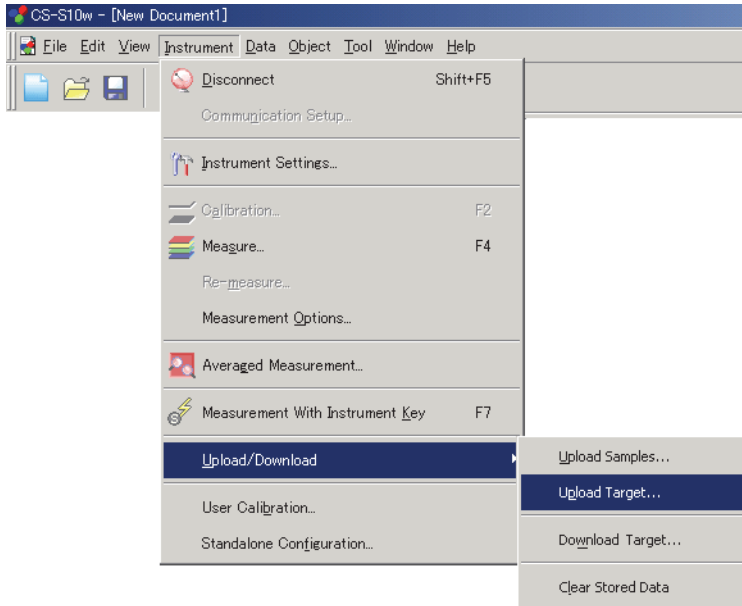 CS-S10w - [New Document1]
File Edit View Instrument Data Object Tool Window Help
Disconnect Shift+F5
Communication Setup...
Instrument Settings...
Calibration... F2
Measure... F4
Re-measure...
Measurement Options...
Averaged Measurement...
Measurement With Instrument Key F7
Upload/Download
User Calibration...
Standalone Configuration...
Upload Samples...
Upload Target...
Download Target...
Clear Stored Data